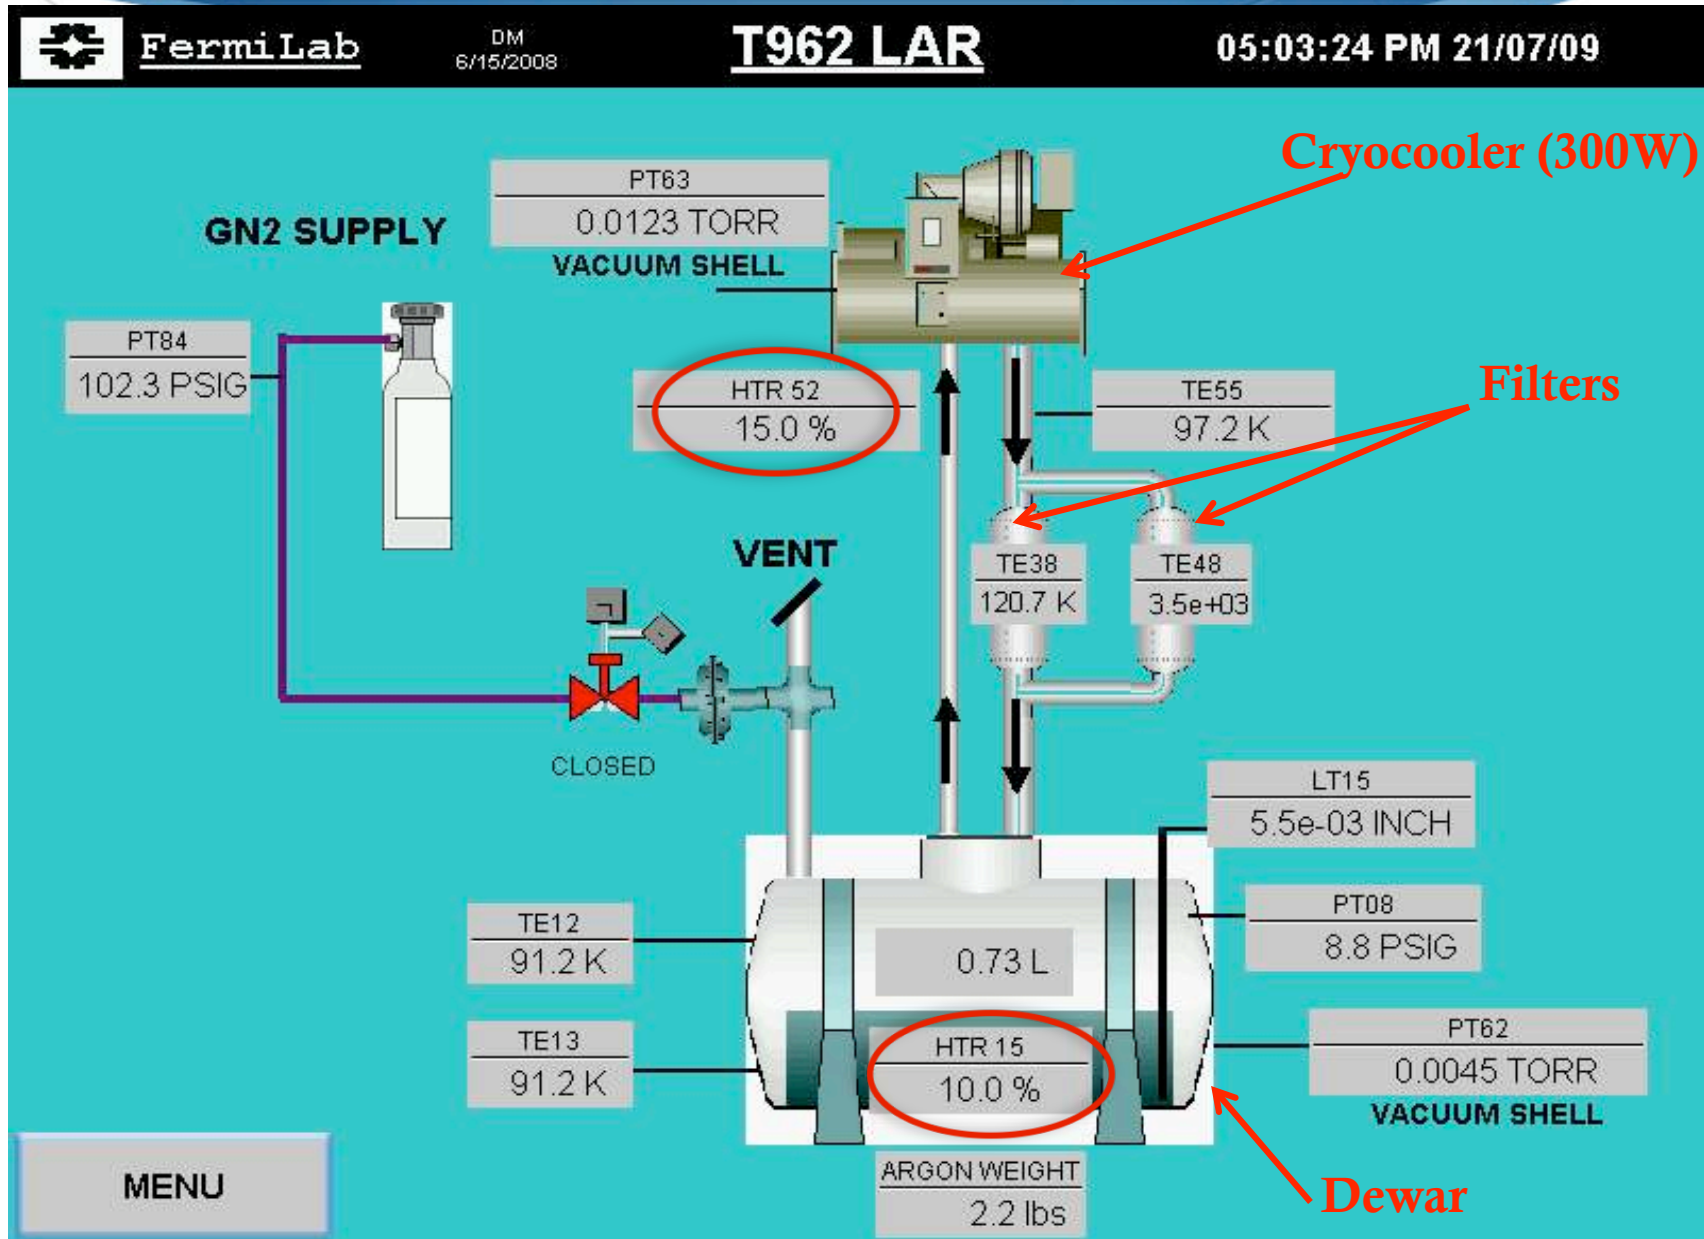 FermiLab
DM
6/15/2008
T962 LAR
05:03:24 PM 21/07/09
Cryocooler (300W)
PT63
0.0123 TORR
VACUUM SHELL
GN2 SUPPLY
PT84
102.3 PSIG
HTR 52
15.0 %
TE55
97.2 K
Filters
VENT
TE38
120.7 K
TE48
3.5e+03
CLOSED
LT15
5.5e-03 INCH
PT08
8.8 PSIG
TE12
91.2 K
0.73 L
TE13
91.2 K
HTR 15
10.0 %
PT62
0.0045 TORR
VACUUM SHELL
MENU
ARGON WEIGHT
2.2 lbs
Dewar